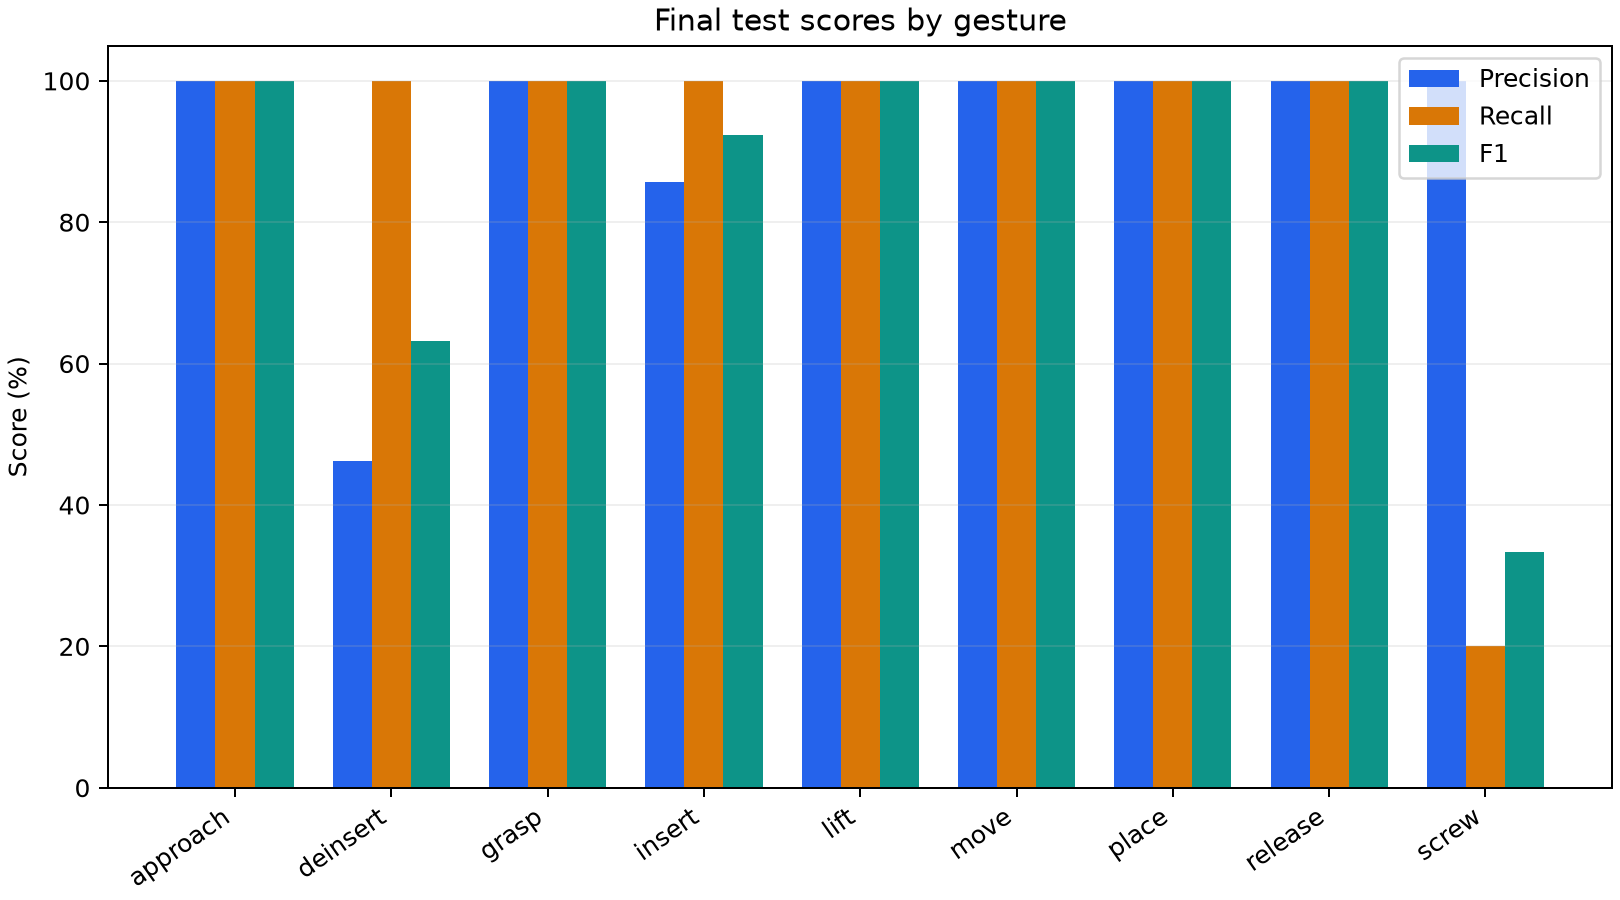 Final test scores by gesture
Precision
Recall
F1
Score (%)
100
80
60
40
20
0
approach
deinsert
grasp
insert
lift
move
place
release
screw